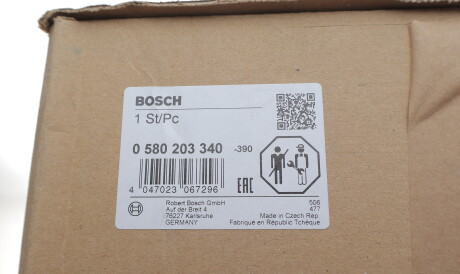 BOSCH
1 St/Pc
0 580 203 340 -390
4 047023 067296
EAC
Robert Bosch GmbH
Auf der Breit 4
76227 Karlsruhe
GERMANY
506
477
Made in Czech Rep.
Fabriqué en République Tchèque